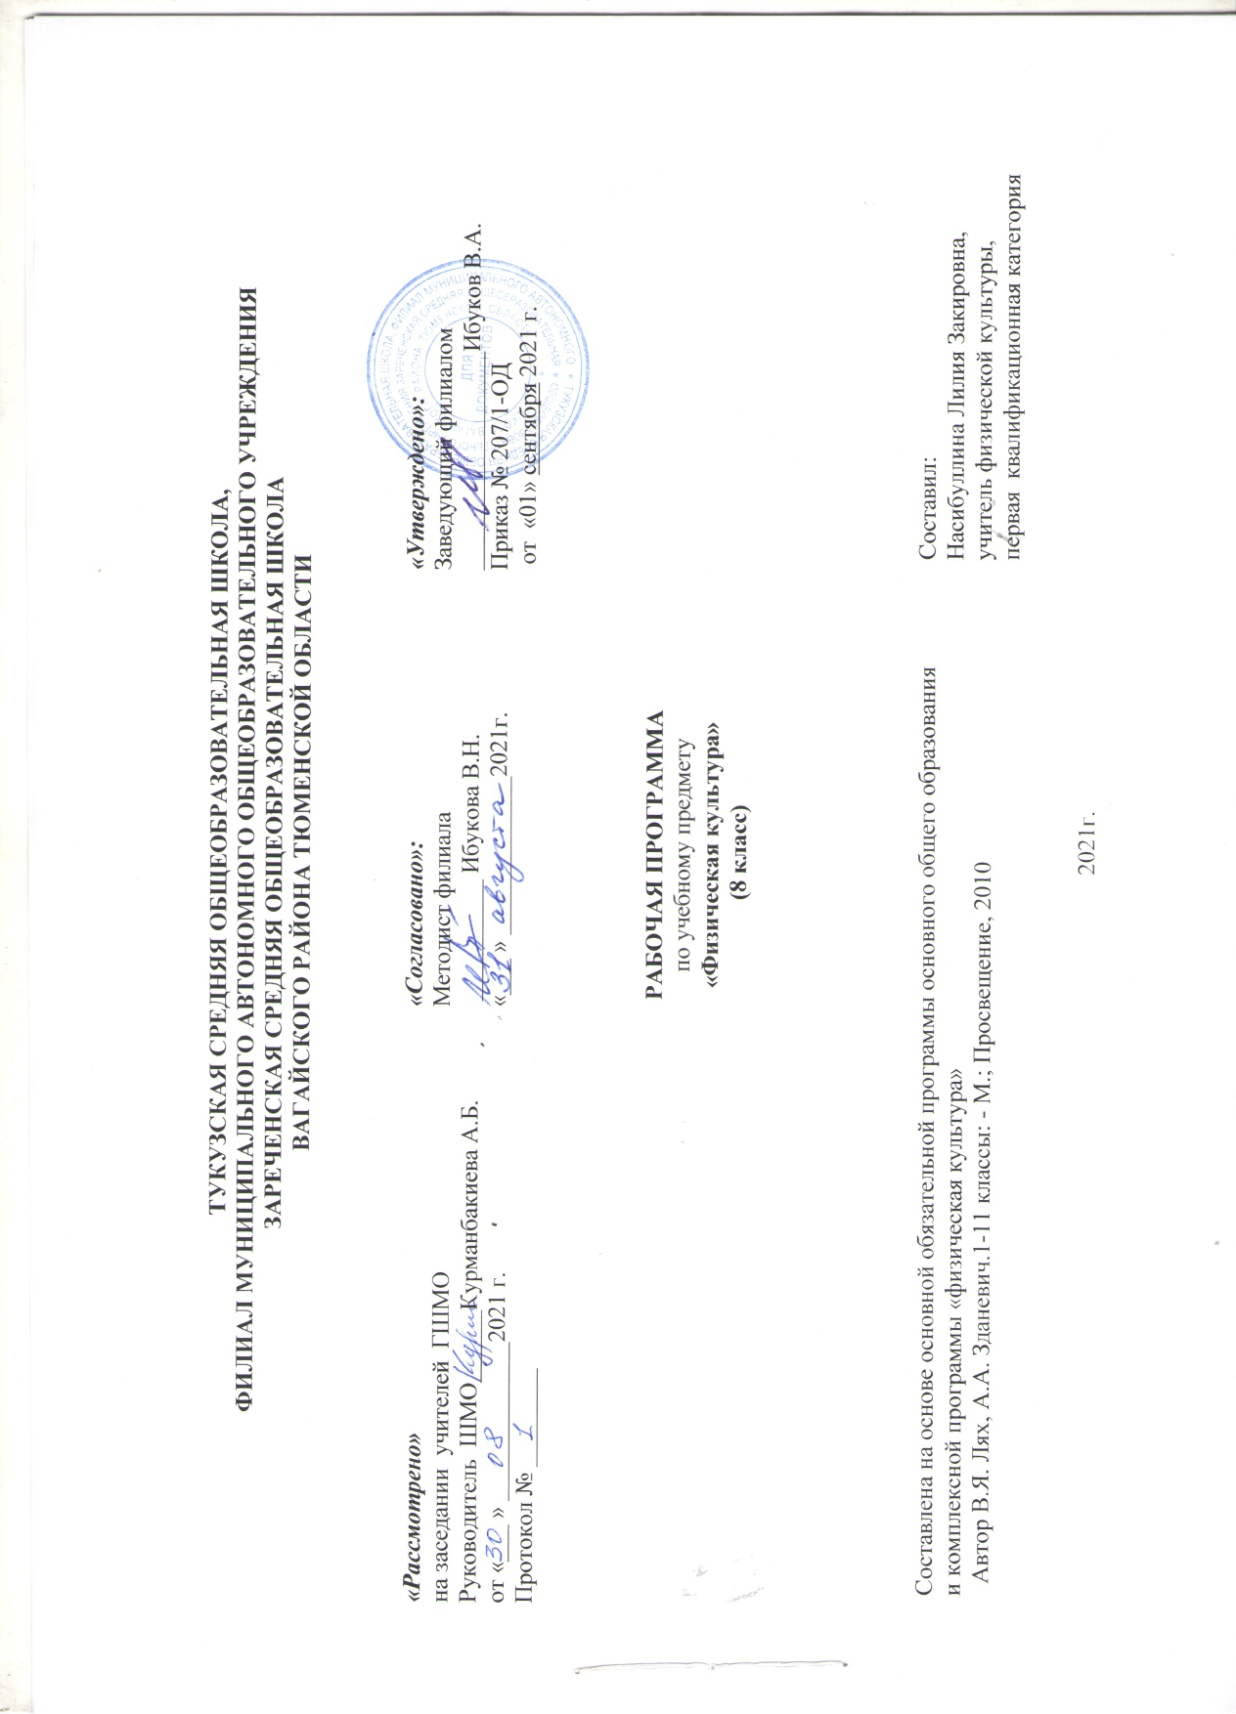 ТУКУЗСКАЯ СРЕДНЯЯ ОБЩЕОБРАЗОВАТЕЛЬНАЯ ШКОЛА,
ФИЛИАЛ МУНИЦИПАЛЬНОГО АВТОНОМНОГО ОБЩЕОБРАЗОВАТЕЛЬНОГО УЧРЕЖДЕНИЯ
ЗАРЕЧЕНСКАЯ СРЕДНЯЯ ОБЩЕОБРАЗОВАТЕЛЬНАЯ ШКОЛА
ВАГАЙСКОГО РАЙОНА ТЮМЕНСКОЙ ОБЛАСТИ
«Рассмотрено»
на заседании учителей ГШМО
Руководитель ШМО Курманбакиева А.Б.
от «30» 08 2021 г.
Протокол № 1
«Согласовано»:
Методист филиала
Ибукова В.Н.
«31» августа 2021г.
«Утверждено»:
Заведующий филиалом
Ибуков В.А.
Приказ № 207/1-ОД
от «01» сентября 2021 г.
ДЛЯ
ДОКУМЕНТОВ
РАБОЧАЯ ПРОГРАММА
по учебному предмету
«Физическая культура»
(8 класс)
Составлена на основе основной обязательной программы основного общего образования
и комплексной программы «физическая культура»
Автор В.Я. Лях, А.А. Зданевич.1-11 классы: - М.; Просвещение, 2010
Составил:
Насибуллина Лилия Закировна,
учитель физической культуры,
первая квалификационная категория
2021г.